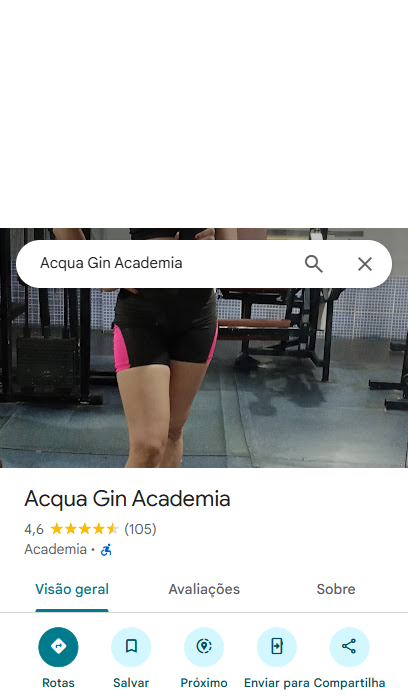 Acqua Gin Academia
Acqua Gin Academia
4,6 (105)
Academia ·
Visão geral Avaliações Sobre
Rotas Salvar Próximo Enviar para Compartilha